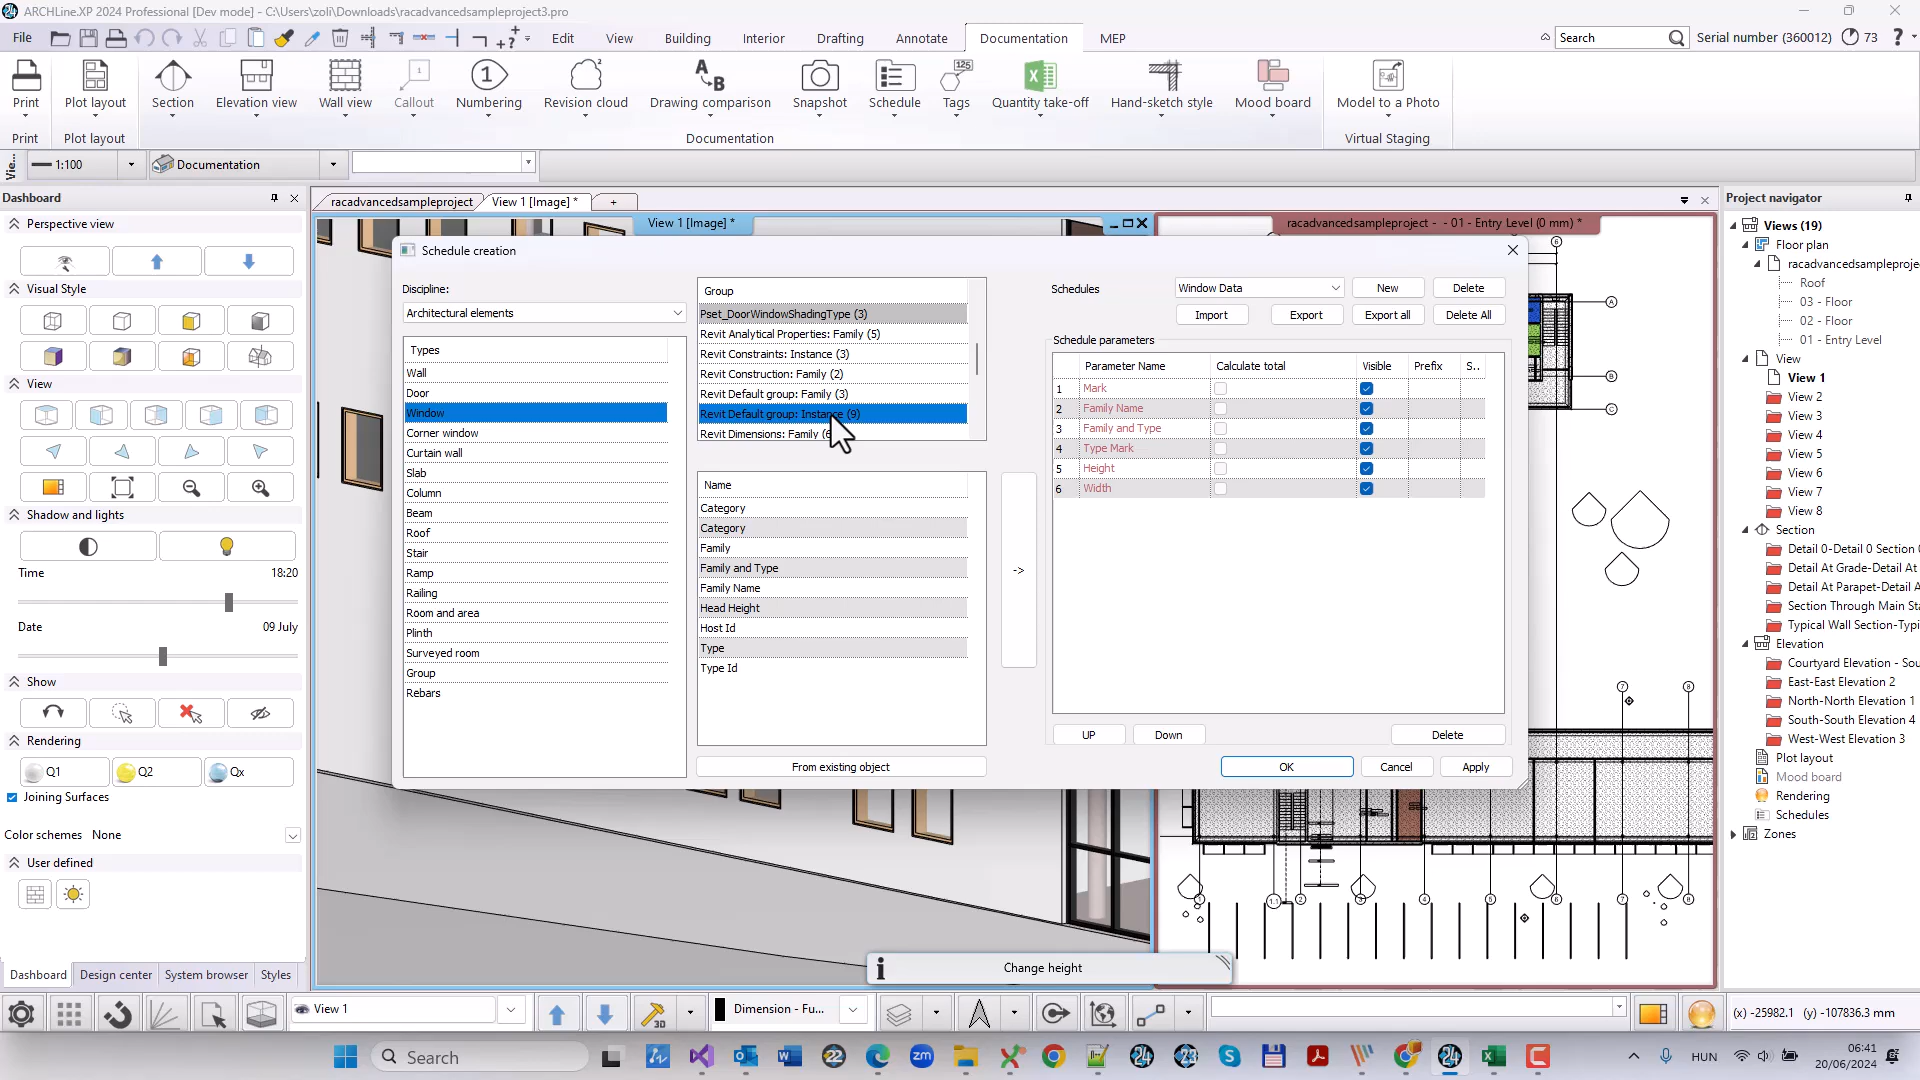 ARCHLine.XP 2024 Professional [Dev mode] - C:\Users\zoli\Downloads\racadvancedsampleproject3.pro
File
Edit
View
Building
Interior
Drafting
Annotate
Documentation
MEP
Search
Serial number (360012)
73
?
Print
Plot layout
Section
Elevation view
Wall view
Callout
Numbering
Revision cloud
Drawing comparison
Snapshot
Schedule
Tags
Quantity take-off
Hand-sketch style
Mood board
Model to a Photo
Print
Plot layout
Documentation
Virtual Staging
Vie...
1:100
Documentation
Dashboard
racadvancedsampleproject
View 1 [Image] *
+
Project navigator
Perspective view
Visual Style
View
Shadow and lights
Time
18:20
Date
09 July
Show
Rendering
Q1
Q2
Qx
Joining Surfaces
Color schemes
None
User defined
Dashboard
Design center
System browser
Styles
View 1 [Image] *
racadvancedsampleproject - - 01 - Entry Level (0 mm) *
Schedule creation
Discipline:
Architectural elements
Types
Wall
Door
Window
Corner window
Curtain wall
Slab
Column
Beam
Roof
Stair
Ramp
Railing
Room and area
Plinth
Surveyed room
Group
Rebars
Group
Pset_DoorWindowShadingType (3)
Revit Analytical Properties: Family (5)
Revit Constraints: Instance (3)
Revit Construction: Family (2)
Revit Default group: Family (3)
Revit Default group: Instance (9)
Revit Dimensions: Family (
Name
Category
Category
Family
Family and Type
Family Name
Head Height
Host Id
Type
Type Id
From existing object
->
Schedules
Window Data
New
Delete
Import
Export
Export all
Delete All
Schedule parameters
Parameter Name
Calculate total
Visible
Prefix
S..
1 Mark
2 Family Name
3 Family and Type
4 Type Mark
5 Height
6 Width
UP
Down
Delete
OK
Cancel
Apply
Views (19)
Floor plan
racadvancedsampleproje
Roof
03 - Floor
02 - Floor
01 - Entry Level
View
View 1
View 2
View 3
View 4
View 5
View 6
View 7
View 8
Section
Detail 0-Detail 0 Section
Detail At Grade-Detail At
Detail At Parapet-Detail A
Section Through Main St
Typical Wall Section-Typi
Elevation
Courtyard Elevation - Sou
East-East Elevation 2
North-North Elevation 1
South-South Elevation 4
West-West Elevation 3
Plot layout
Mood board
Rendering
Schedules
Zones
6
A
B
C
7
8
1
1.1
2
3
4
5
6
7
8
Change height
View 1
3D
Dimension - Fu...
(x) -25982.1 (y) -107836.3 mm
Search
HUN
06:41
20/06/2024